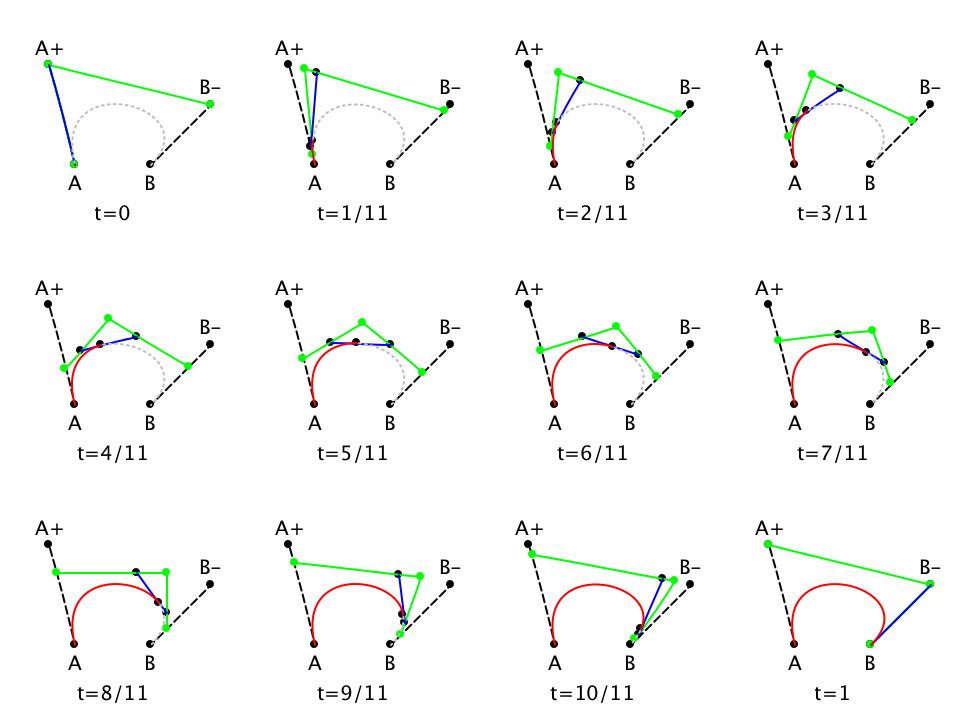 A+ A+ A+ A+
B– B– B– B–
A B A B A B A B
t=0 t=1/11 t=2/11 t=3/11
A+ A+ A+ A+
B– B– B– B–
A B A B A B A B
t=4/11 t=5/11 t=6/11 t=7/11
A+ A+ A+ A+
B– B– B– B–
A B A B A B A B
t=8/11 t=9/11 t=10/11 t=1